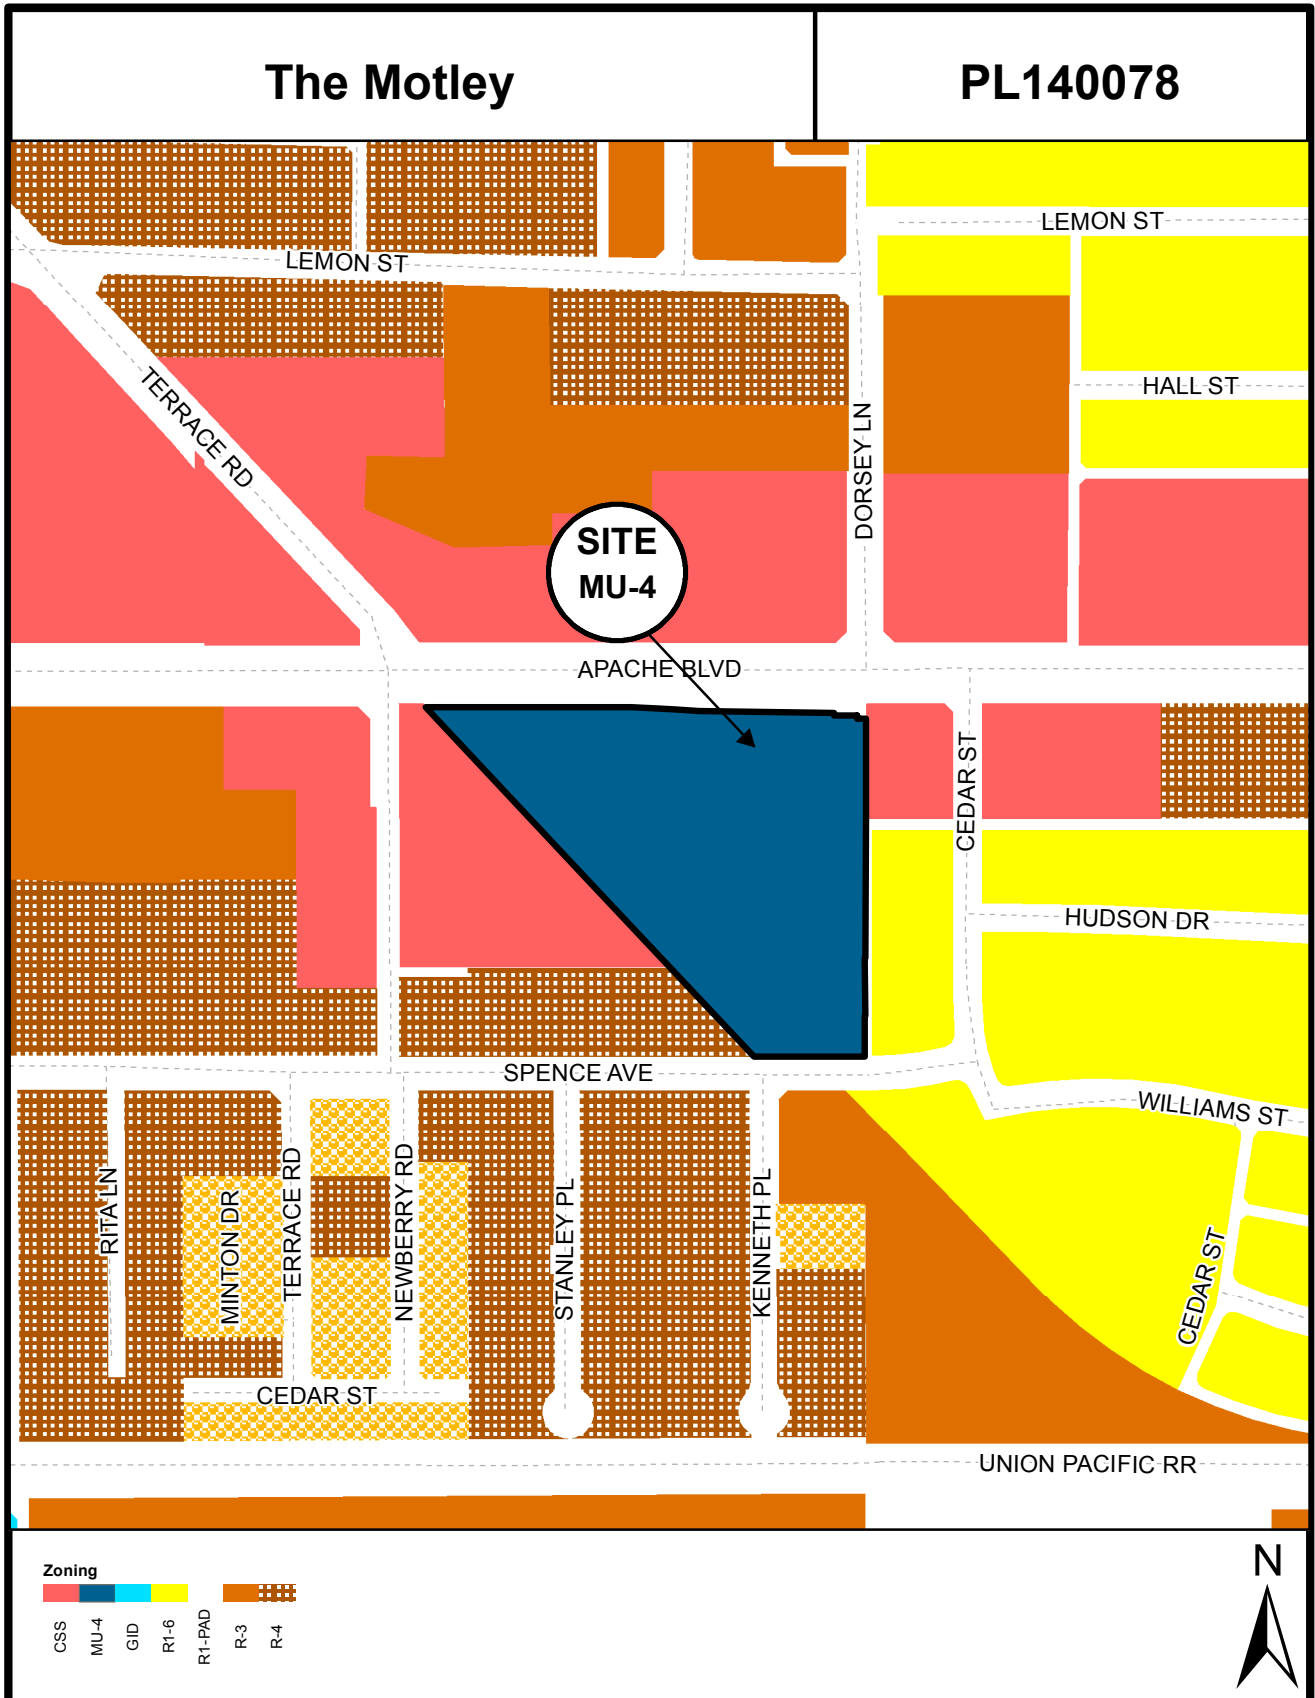 The Motley
PL140078
LEMON ST
LEMON ST
HALL ST
TERRACE RD
DORSEY LN
SITE
MU-4
APACHE BLVD
CEDAR ST
HUDSON DR
SPENCE AVE
WILLIAMS ST
RITA LN
MINTON DR
TERRACE RD
NEWBERRY RD
STANLEY PL
KENNETH PL
CEDAR ST
CEDAR ST
UNION PACIFIC RR
Zoning
CSS
MU-4
GID
R1-6
R1-PAD
R-3
R-4
N